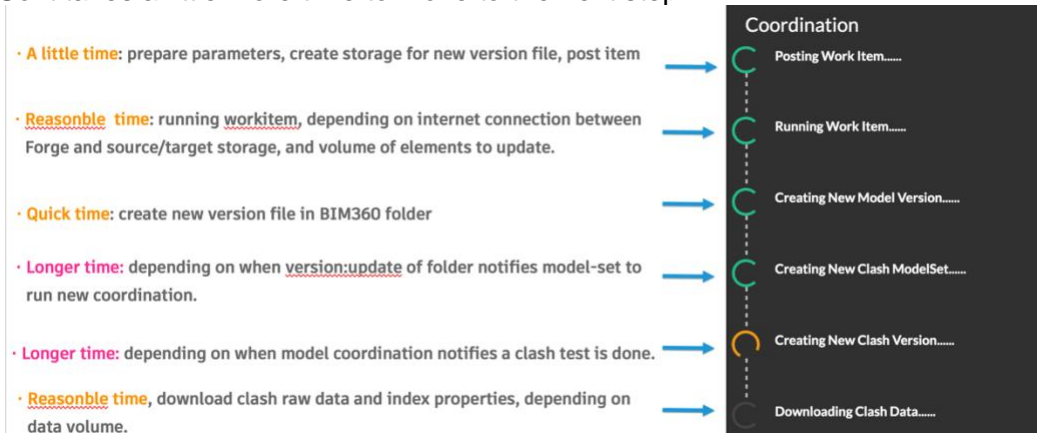 Coordination
· A little time: prepare parameters, create storage for new version file, post item
Posting Work Item......
· Reasonble time: running workitem, depending on internet connection between
Forge and source/target storage, and volume of elements to update.
Running Work Item......
· Quick time: create new version file in BIM360 folder
Creating New Model Version......
· Longer time: depending on when version:update of folder notifies model-set to
run new coordination.
Creating New Clash ModelSet......
· Longer time: depending on when model coordination notifies a clash test is done.
Creating New Clash Version......
· Reasonble time, download clash raw data and index properties, depending on
data volume.
Downloading Clash Data......